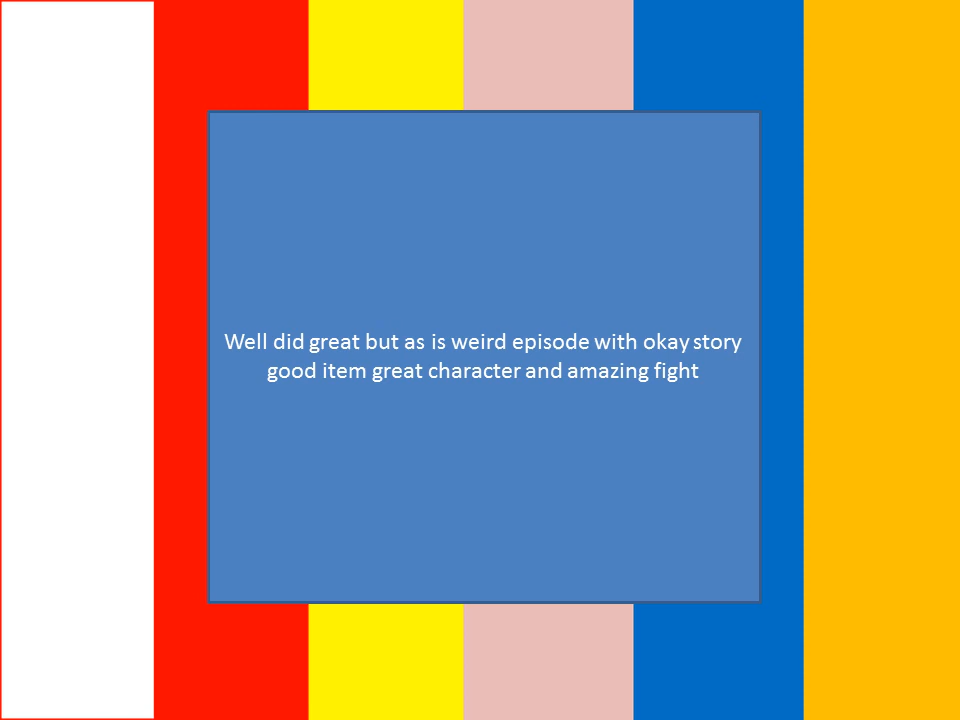 Well did great but as is weird episode with okay story
good item great character and amazing fight